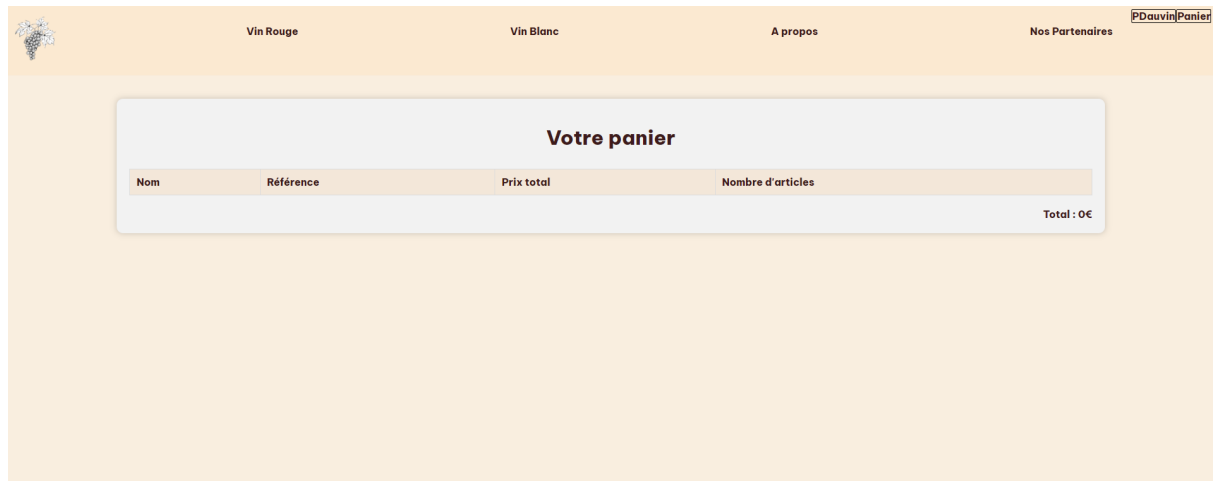 PDauvin Panier
Vin Rouge Vin Blanc A propos Nos Partenaires
Votre panier
Nom Référence Prix total Nombre d'articles
Total : 0€